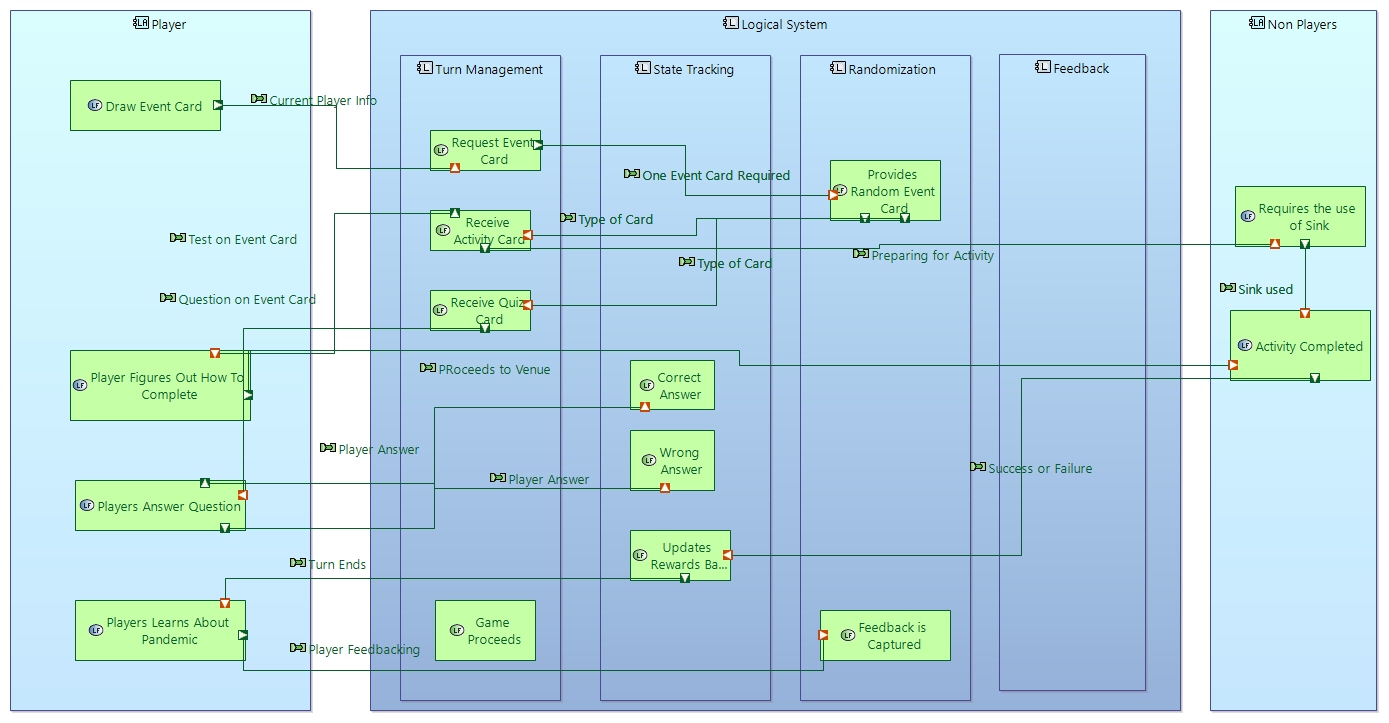 Player
Logical System
Non Players
Turn Management
State Tracking
Randomization
Feedback
Draw Event Card
Current Player Info
Request Event
Card
One Event Card Required
Provides
Random Event
Card
Requires the use
of Sink
Receive
Activity Card
Type of Card
Test on Event Card
Type of Card
Preparing for Activity
Sink used
Question on Event Card
Receive Quiz
Card
Activity Completed
PRoceeds to Venue
Player Figures Out How To
Complete
Correct
Answer
Player Answer
Wrong
Answer
Player Answer
Success or Failure
Players Answer Question
Updates
Rewards Ba...
Turn Ends
Players Learns About
Pandemic
Game
Proceeds
Feedback is
Captured
Player Feedbacking